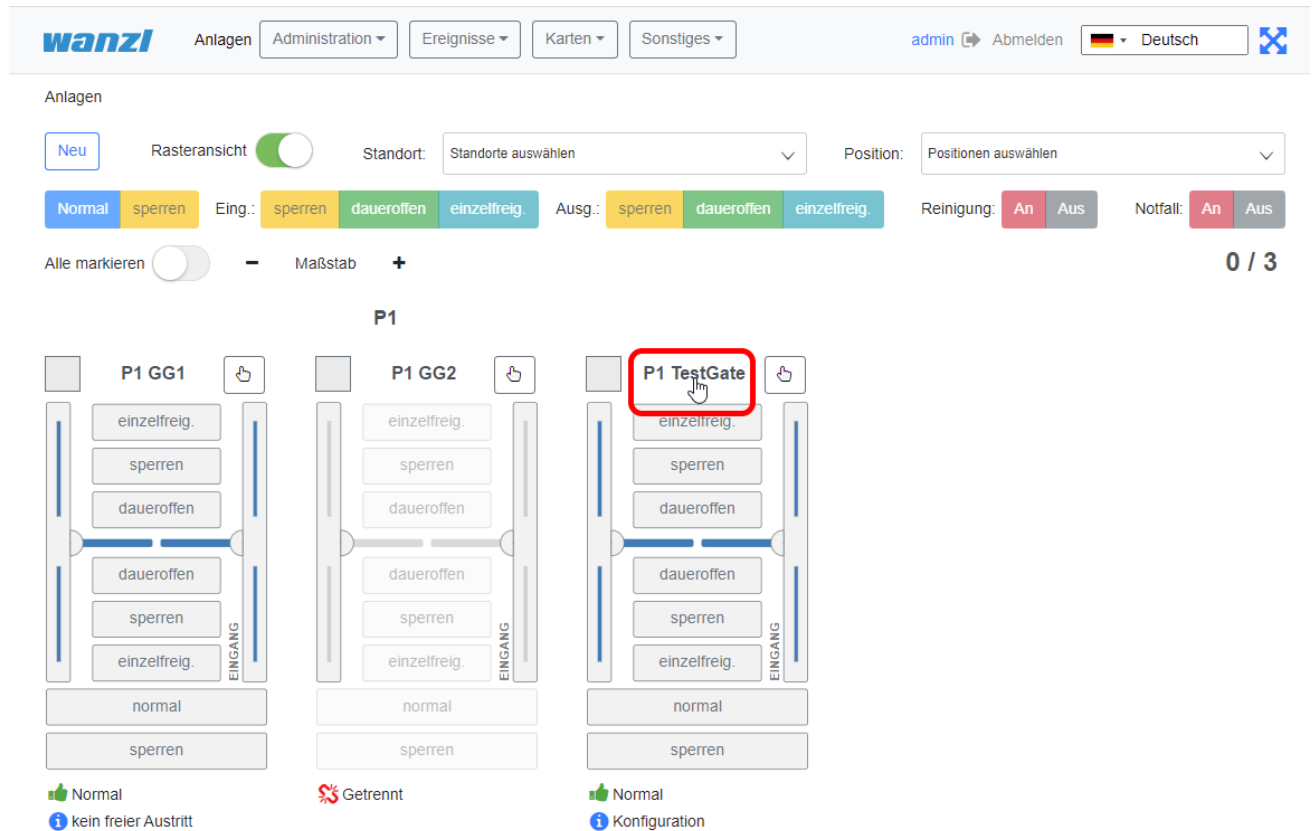 wanzl Anlagen Administration Ereignisse Karten Sonstiges admin Abmelden Deutsch
Anlagen
Neu Rasteransicht Standort: Standorte auswählen Position: Positionen auswählen
Normal sperren Eing.: sperren daueroffen einzelfreig. Ausg.: sperren daueroffen einzelfreig. Reinigung: An Aus Notfall: An Aus
Alle markieren − Maßstab + 0 / 3
P1
P1 GG1 P1 GG2 P1 TestGate
einzelfreig. einzelfreig. einzelfreig.
sperren sperren sperren
daueroffen daueroffen daueroffen
daueroffen daueroffen daueroffen
sperren sperren sperren
EINGANG EINGANG EINGANG
einzelfreig. einzelfreig. einzelfreig.
normal normal normal
sperren sperren sperren
Normal Getrennt Normal
kein freier Austritt Konfiguration